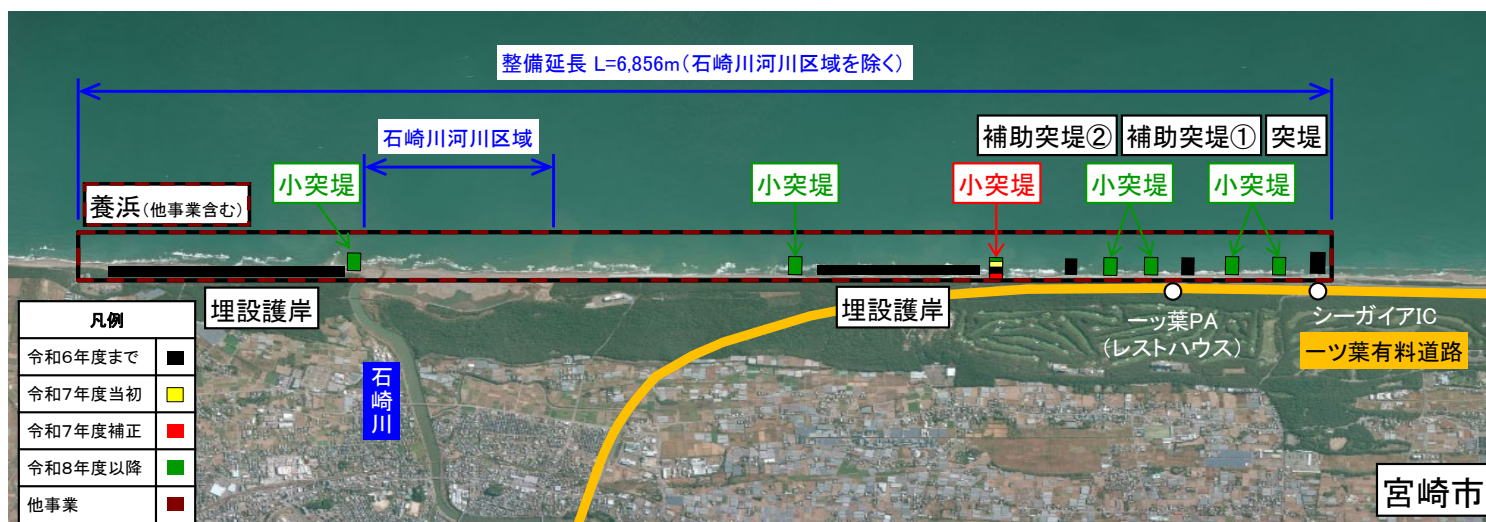 整備延長 L=6,856m(石崎川河川区域を除く)
石崎川河川区域
補助突堤②
補助突堤①
突堤
小突堤
小突堤
小突堤
小突堤
小突堤
養浜(他事業含む)
埋設護岸
埋設護岸
一ッ葉PA
(レストハウス)
シーガイアIC
一ツ葉有料道路
石崎川
凡例
令和6年度まで
令和7年度当初
令和7年度補正
令和8年度以降
他事業
宮崎市